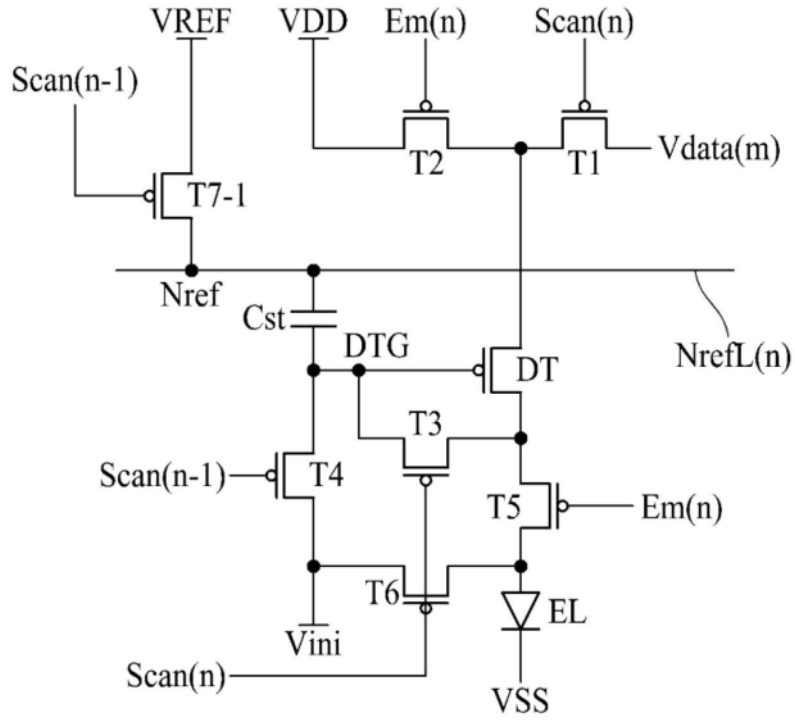 VREF VDD Em(n) Scan(n)
Scan(n-1)
T2 T1 Vdata(m)
T7-1
Nref
Cst
NrefL(n)
DTG DT
T3
Scan(n-1) T4
T5 Em(n)
T6
EL
Vini
Scan(n)
VSS